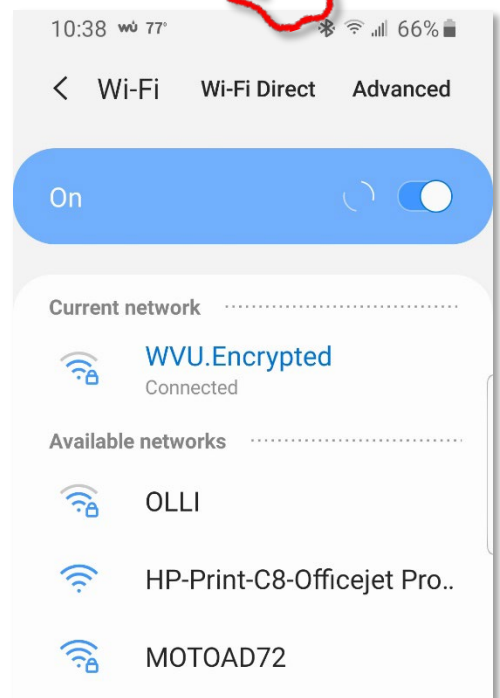 10:38 wù 77° 66%
Wi-Fi Wi-Fi Direct Advanced
On
Current network
WVU.Encrypted
Connected
Available networks
OLLI
HP-Print-C8-Officejet Pro..
MOTOAD72